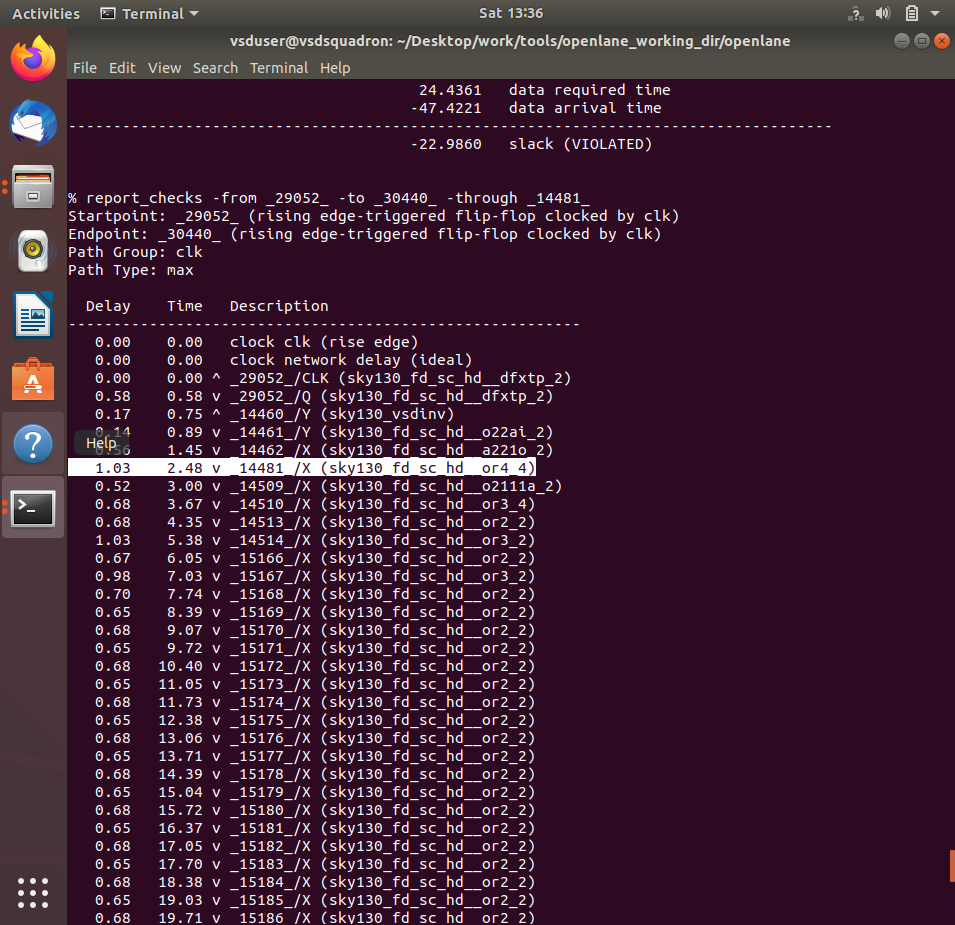 Activities Terminal Sat 13:36
vsduser@vsdsquadron: ~/Desktop/work/tools/openlane_working_dir/openlane
File Edit View Search Terminal Help
24.4361 data required time
-47.4221 data arrival time
-------------------------------------------------------------------------------------
-22.9860 slack (VIOLATED)
% report_checks -from _29052_ -to _30440_ -through _14481_
Startpoint: _29052_ (rising edge-triggered flip-flop clocked by clk)
Endpoint: _30440_ (rising edge-triggered flip-flop clocked by clk)
Path Group: clk
Path Type: max
Delay Time Description
---------------------------------------------------------
0.00 0.00 clock clk (rise edge)
0.00 0.00 clock network delay (ideal)
0.00 0.00 ^ _29052_/CLK (sky130_fd_sc_hd__dfxtp_2)
0.58 0.58 v _29052_/Q (sky130_fd_sc_hd__dfxtp_2)
0.17 0.75 ^ _14460_/Y (sky130_vsdinv)
0.14 0.89 v _14461_/Y (sky130_fd_sc_hd__o22ai_2)
Help
0.56 1.45 v _14462_/X (sky130_fd_sc_hd__a221o_2)
1.03 2.48 v _14481_/X (sky130_fd_sc_hd__or4_4)
0.52 3.00 v _14509_/X (sky130_fd_sc_hd__o2111a_2)
0.68 3.67 v _14510_/X (sky130_fd_sc_hd__or3_4)
0.68 4.35 v _14513_/X (sky130_fd_sc_hd__or2_2)
1.03 5.38 v _14514_/X (sky130_fd_sc_hd__or3_2)
0.67 6.05 v _15166_/X (sky130_fd_sc_hd__or2_2)
0.98 7.03 v _15167_/X (sky130_fd_sc_hd__or3_2)
0.70 7.74 v _15168_/X (sky130_fd_sc_hd__or2_2)
0.65 8.39 v _15169_/X (sky130_fd_sc_hd__or2_2)
0.68 9.07 v _15170_/X (sky130_fd_sc_hd__or2_2)
0.65 9.72 v _15171_/X (sky130_fd_sc_hd__or2_2)
0.68 10.40 v _15172_/X (sky130_fd_sc_hd__or2_2)
0.65 11.05 v _15173_/X (sky130_fd_sc_hd__or2_2)
0.68 11.73 v _15174_/X (sky130_fd_sc_hd__or2_2)
0.65 12.38 v _15175_/X (sky130_fd_sc_hd__or2_2)
0.68 13.06 v _15176_/X (sky130_fd_sc_hd__or2_2)
0.65 13.71 v _15177_/X (sky130_fd_sc_hd__or2_2)
0.68 14.39 v _15178_/X (sky130_fd_sc_hd__or2_2)
0.65 15.04 v _15179_/X (sky130_fd_sc_hd__or2_2)
0.68 15.72 v _15180_/X (sky130_fd_sc_hd__or2_2)
0.65 16.37 v _15181_/X (sky130_fd_sc_hd__or2_2)
0.68 17.05 v _15182_/X (sky130_fd_sc_hd__or2_2)
0.65 17.70 v _15183_/X (sky130_fd_sc_hd__or2_2)
0.68 18.38 v _15184_/X (sky130_fd_sc_hd__or2_2)
0.65 19.03 v _15185_/X (sky130_fd_sc_hd__or2_2)
0.68 19.71 v _15186_/X (sky130_fd_sc_hd__or2_2)